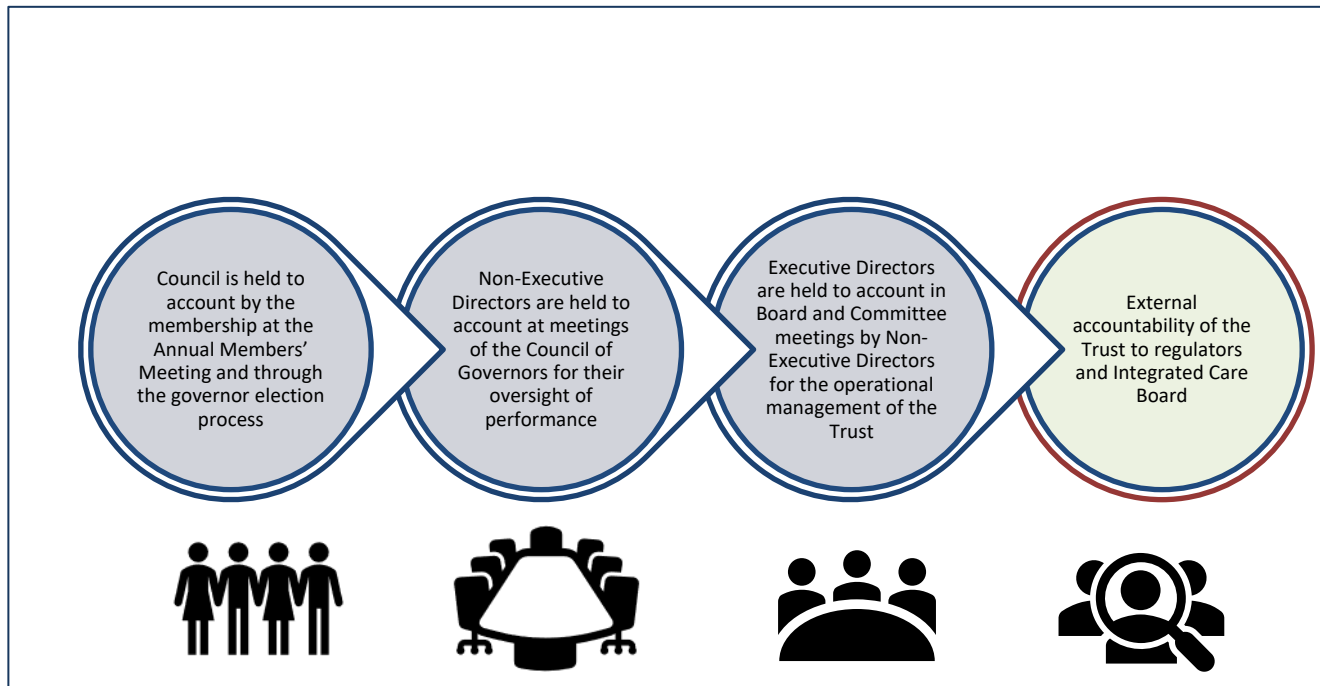 Council is held to
account by the
membership at the
Annual Members’
Meeting and through
the governor election
process
Non-Executive
Directors are held to
account at meetings
of the Council of
Governors for their
oversight of
performance
Executive Directors
are held to account in
Board and Committee
meetings by Non-
Executive Directors
for the operational
management of the
Trust
External
accountability of the
Trust to regulators
and Integrated Care
Board